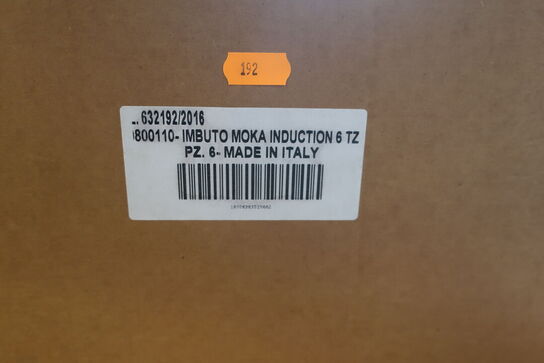 192
632192/2016
800110- IMBUTO MOKA INDUCTION 6 TZ
PZ. 6- MADE IN ITALY